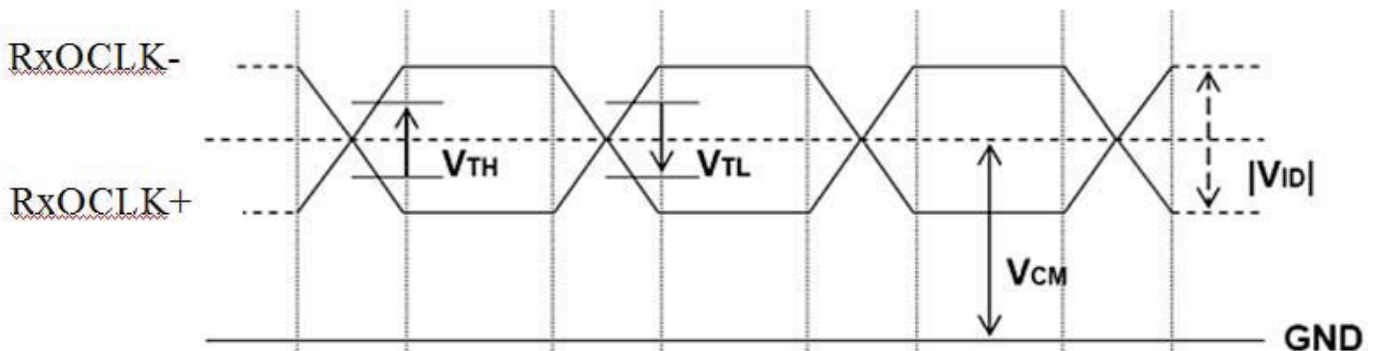 RxOCLK-
VTH
VTL
|VID|
RxOCLK+
VCM
GND